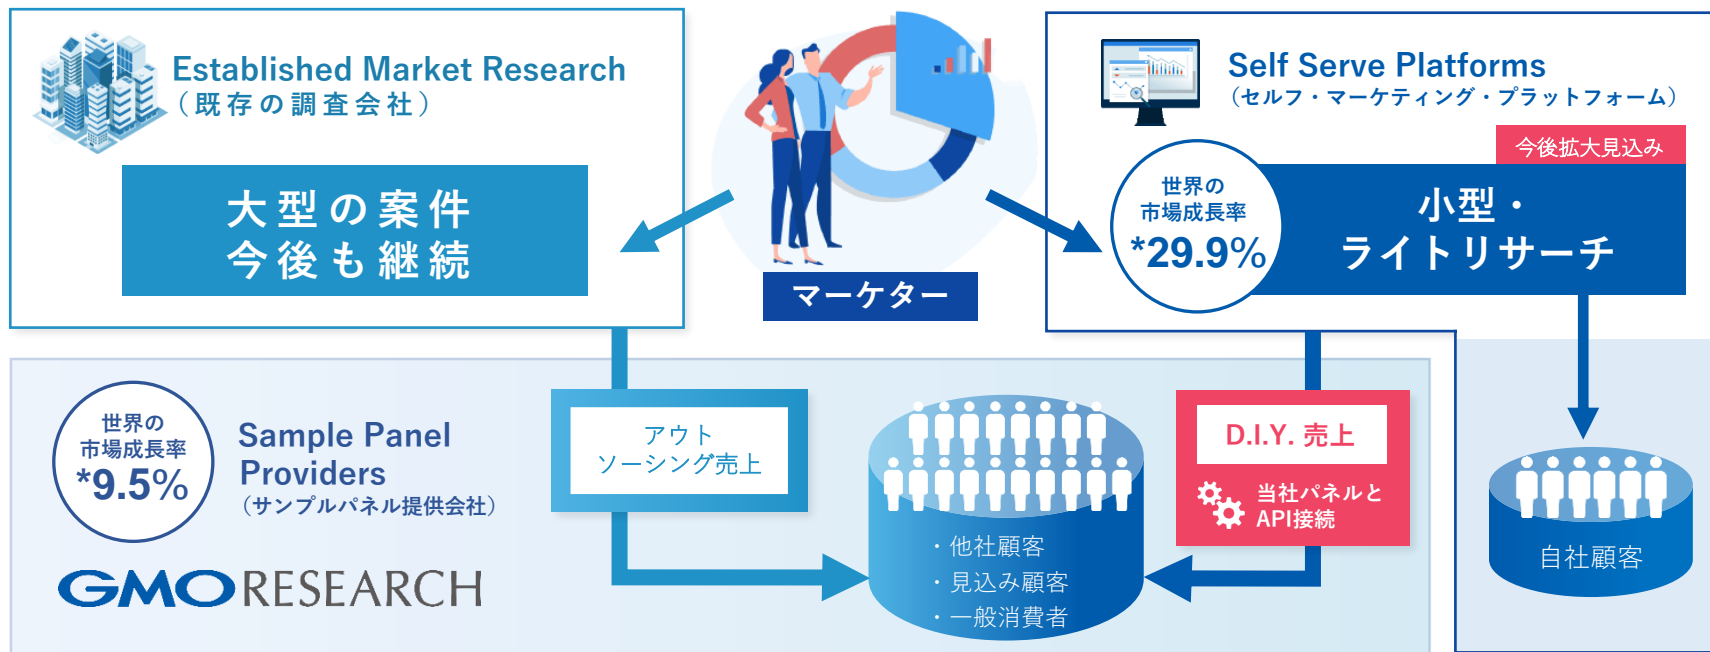 Established Market Research
（既存の調査会社）
大型の案件
今後も継続
マーケター
Self Serve Platforms
（セルフ・マーケティング・プラットフォーム）
今後拡大見込み
世界の
市場成長率
*29.9%
小型・
ライトリサーチ
世界の
市場成長率
*9.5%
Sample Panel
Providers
（サンプルパネル提供会社）
GMO RESEARCH
アウト
ソーシング売上
・他社顧客
・見込み顧客
・一般消費者
D.I.Y. 売上
当社パネルと
API接続
自社顧客